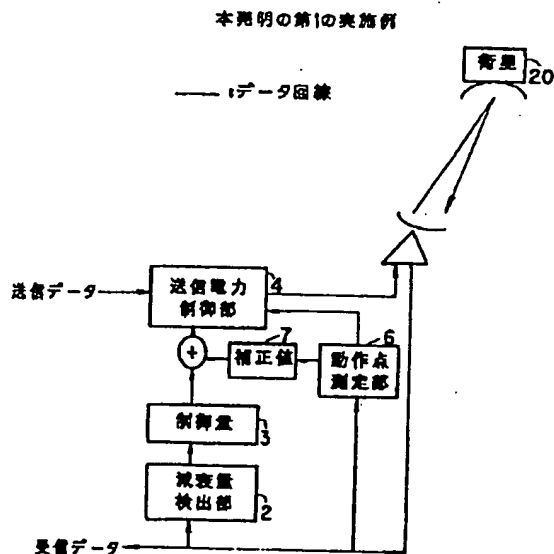 本発明の第1の実施例
衛星
20
:データ回線
送信データ
送信電力
制御部
4
+
7
補正値
6
動作点
測定部
制御量
3
減衰量
検出部
2
受信データ